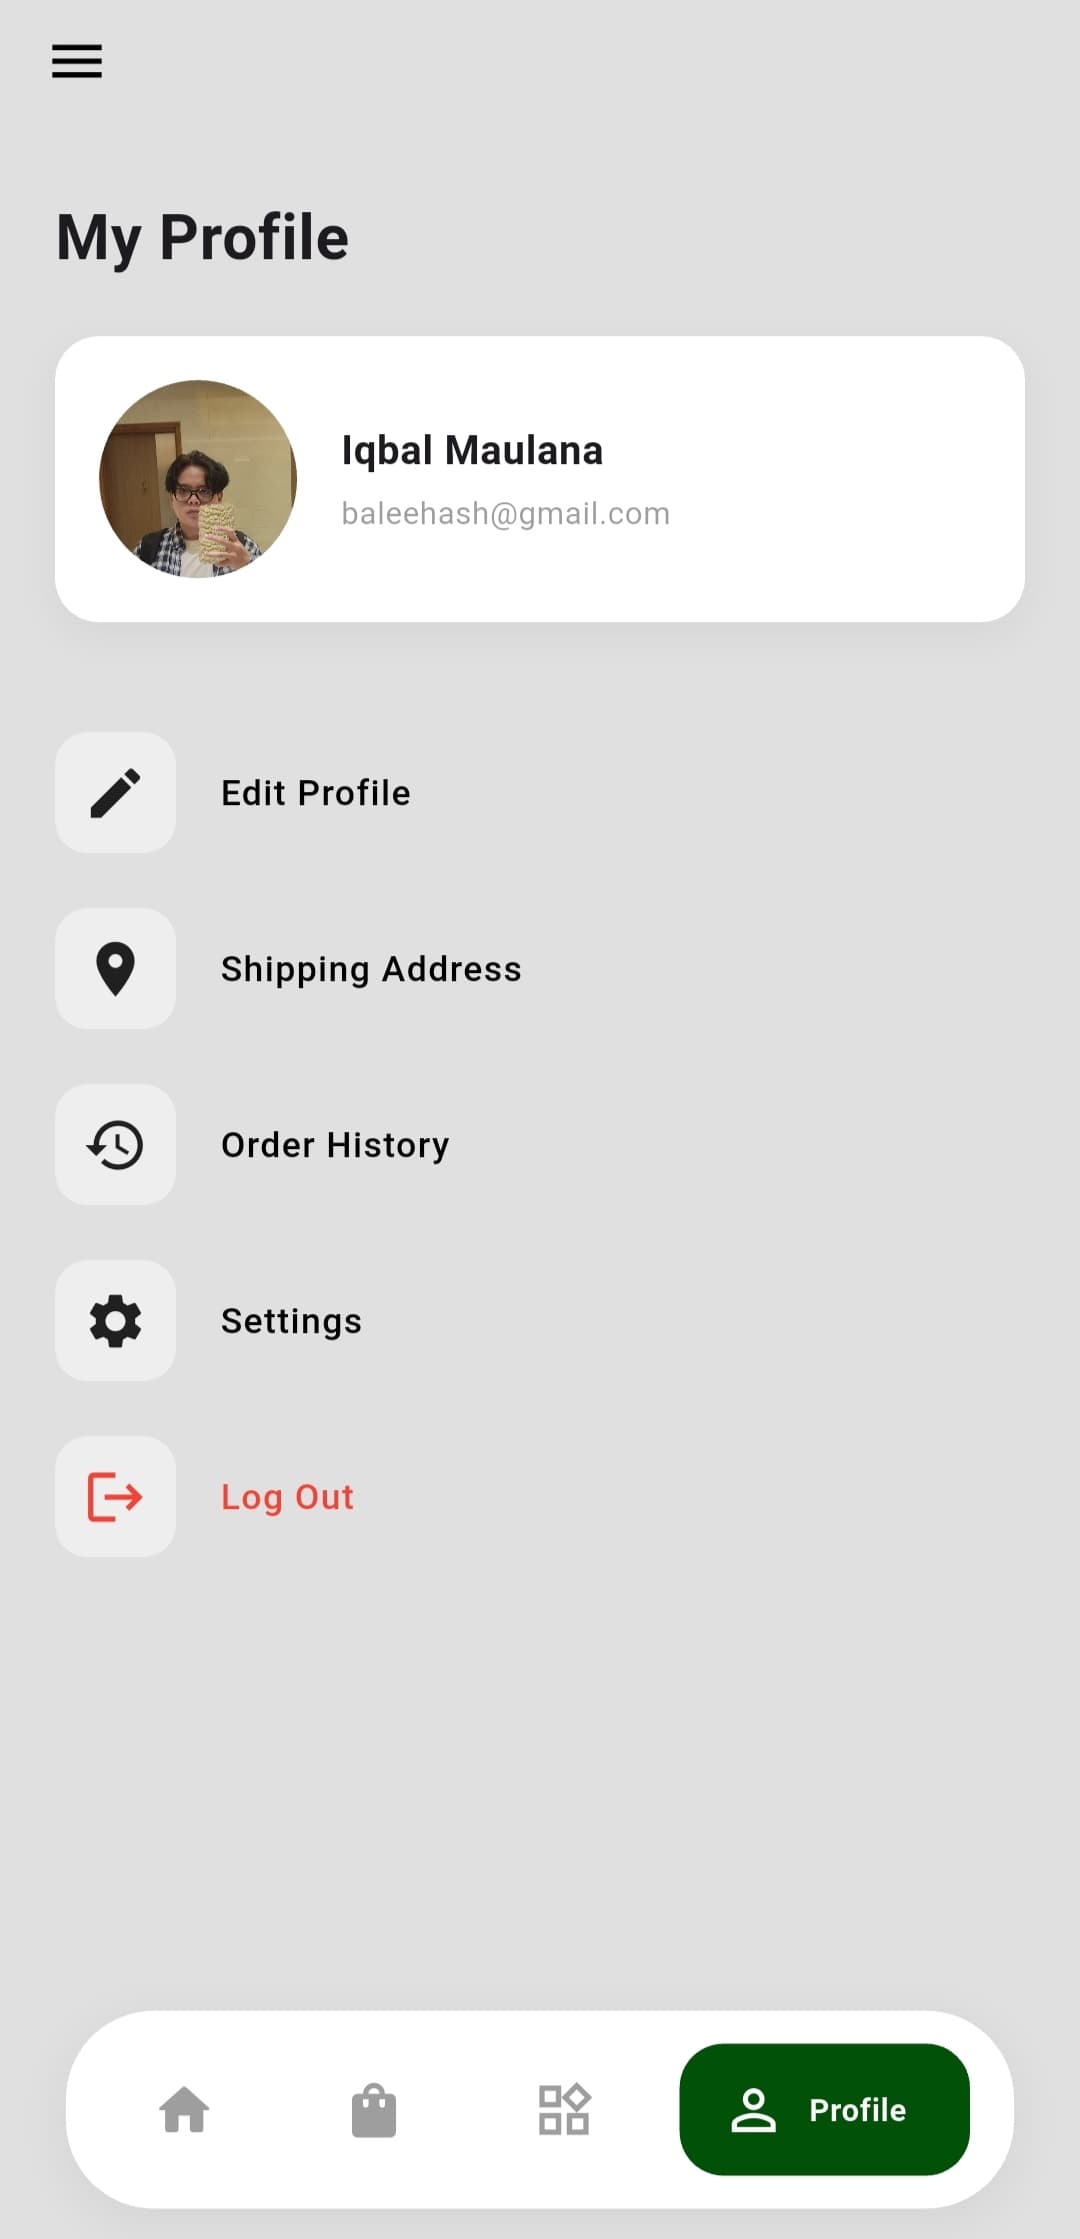 My Profile
Iqbal Maulana
baleehash@gmail.com
Edit Profile
Shipping Address
Order History
Settings
Log Out
Profile